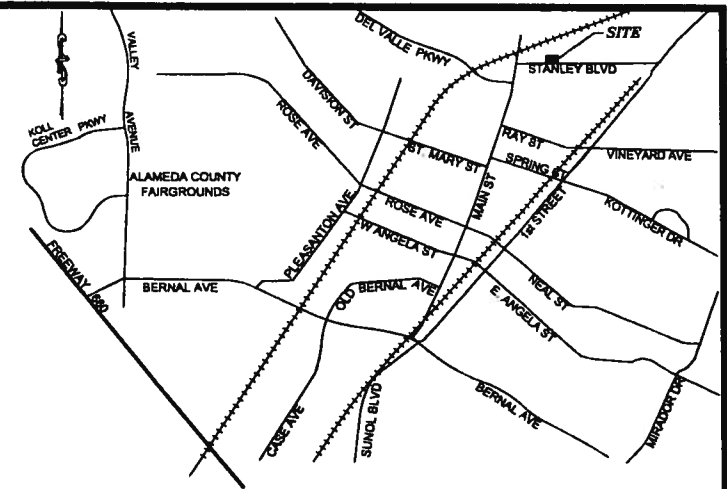 DEL VALLE PKWY
SITE
STANLEY BLVD
VALLEY
AVENUE
DAVISION ST
KOLL
CENTER PKWY
ROSE AVE
RAY ST
VINEYARD AVE
ST. MARY ST
SPRING ST
ALAMEDA COUNTY
FAIRGROUNDS
MAIN ST
1st STREET
KOTTINGER DR
PLEASANTON AVE
ROSE AVE
W ANGELA ST
FREEWAY 680
BERNAL AVE
OLD BERNAL AVE
NEAL ST
E. ANGELA ST
BERNAL AVE
CASE AVE
SUNOL BLVD
MIRADOR DR